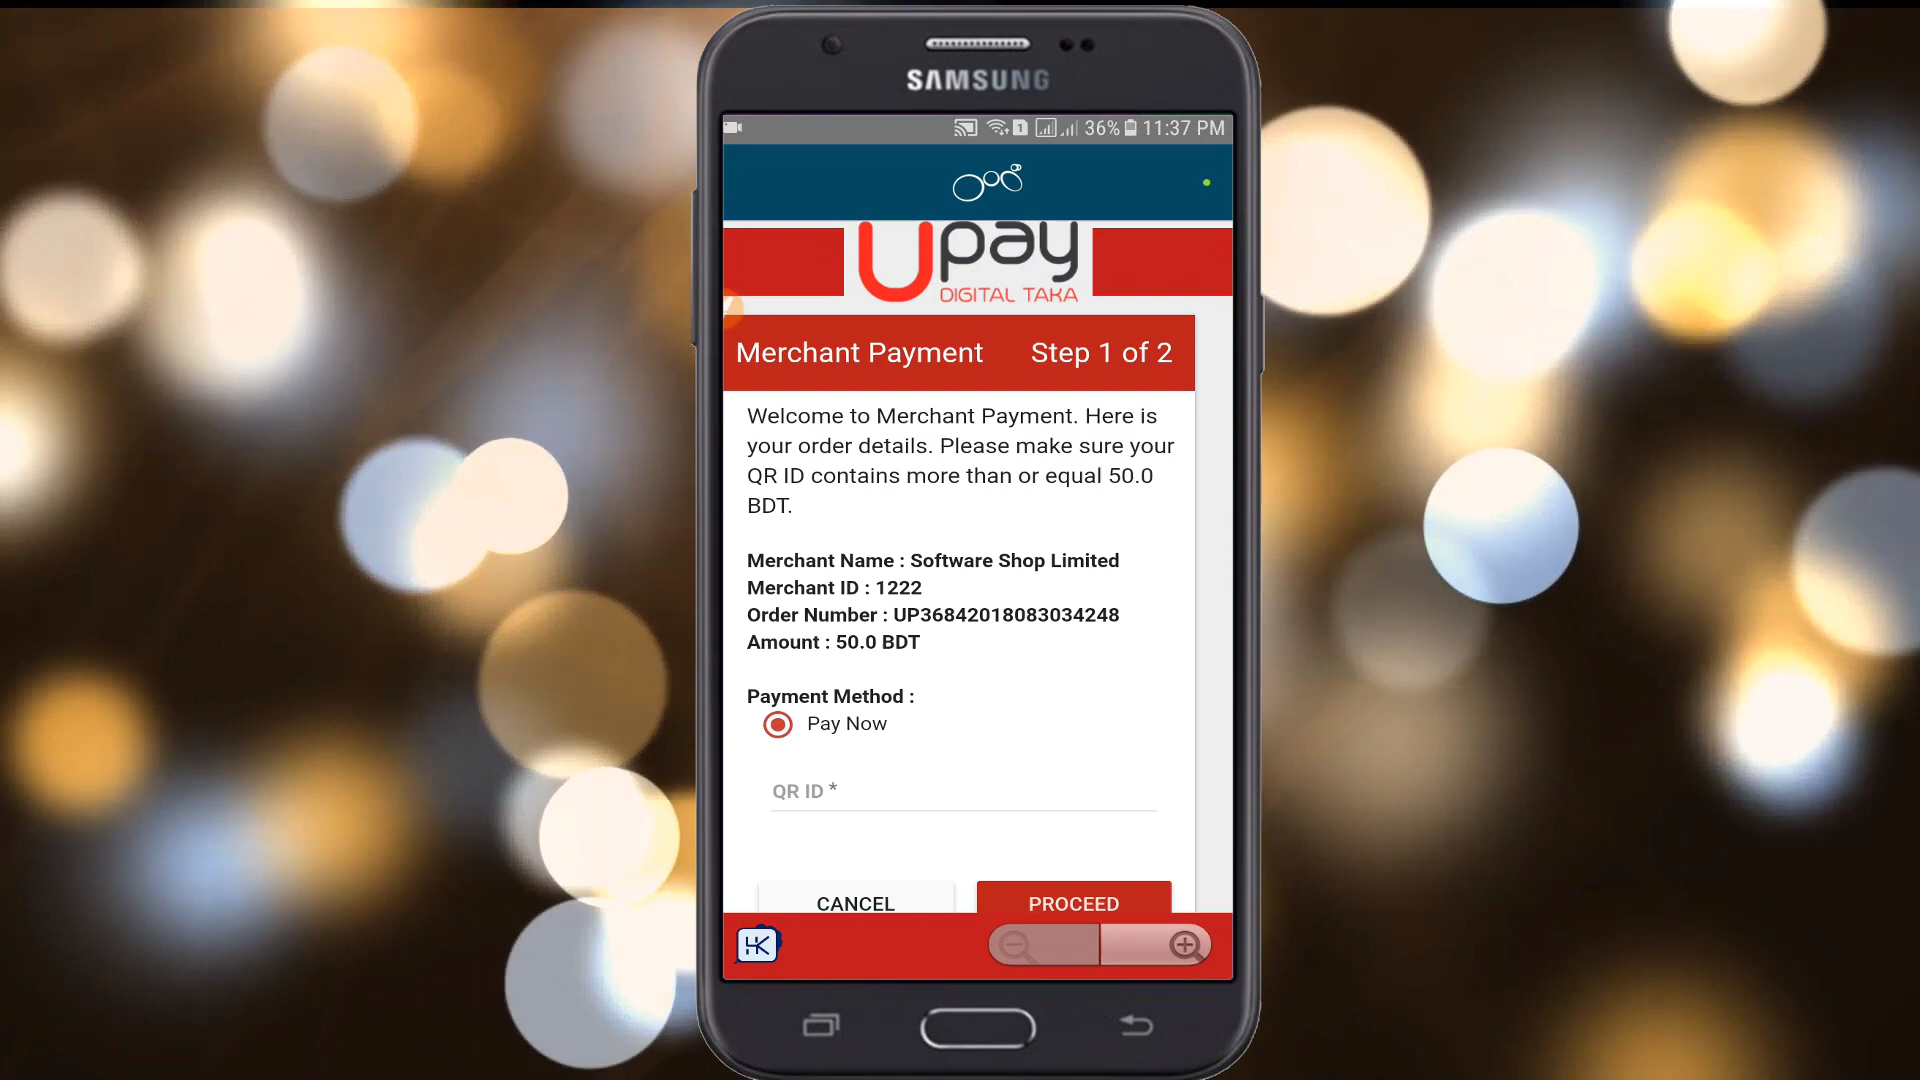 SAMSUNG
1 36% 11:37 PM
Upay
DIGITAL TAKA
Merchant Payment Step 1 of 2
Welcome to Merchant Payment. Here is
your order details. Please make sure your
QR ID contains more than or equal 50.0
BDT.
Merchant Name : Software Shop Limited
Merchant ID : 1222
Order Number : UP36842018083034248
Amount : 50.0 BDT
Payment Method :
Pay Now
QR ID *
CANCEL PROCEED
HK